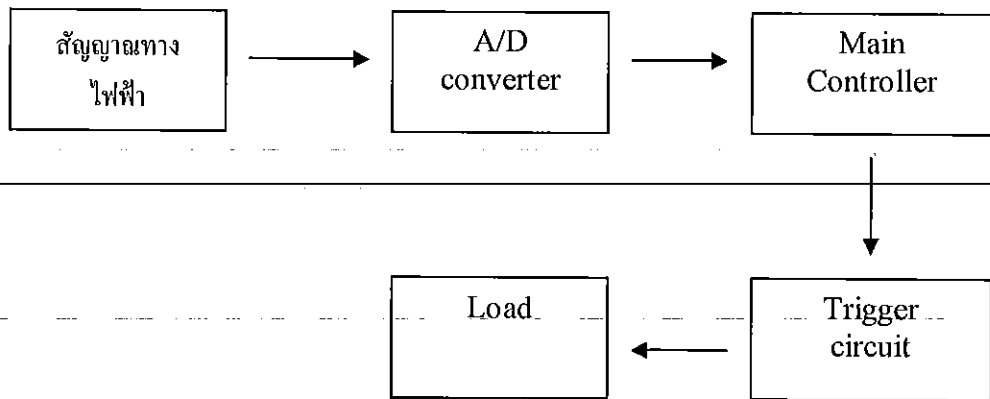 สัญญาณทาง
ไฟฟ้า
A/D
converter
Main
Controller
Load
Trigger
circuit